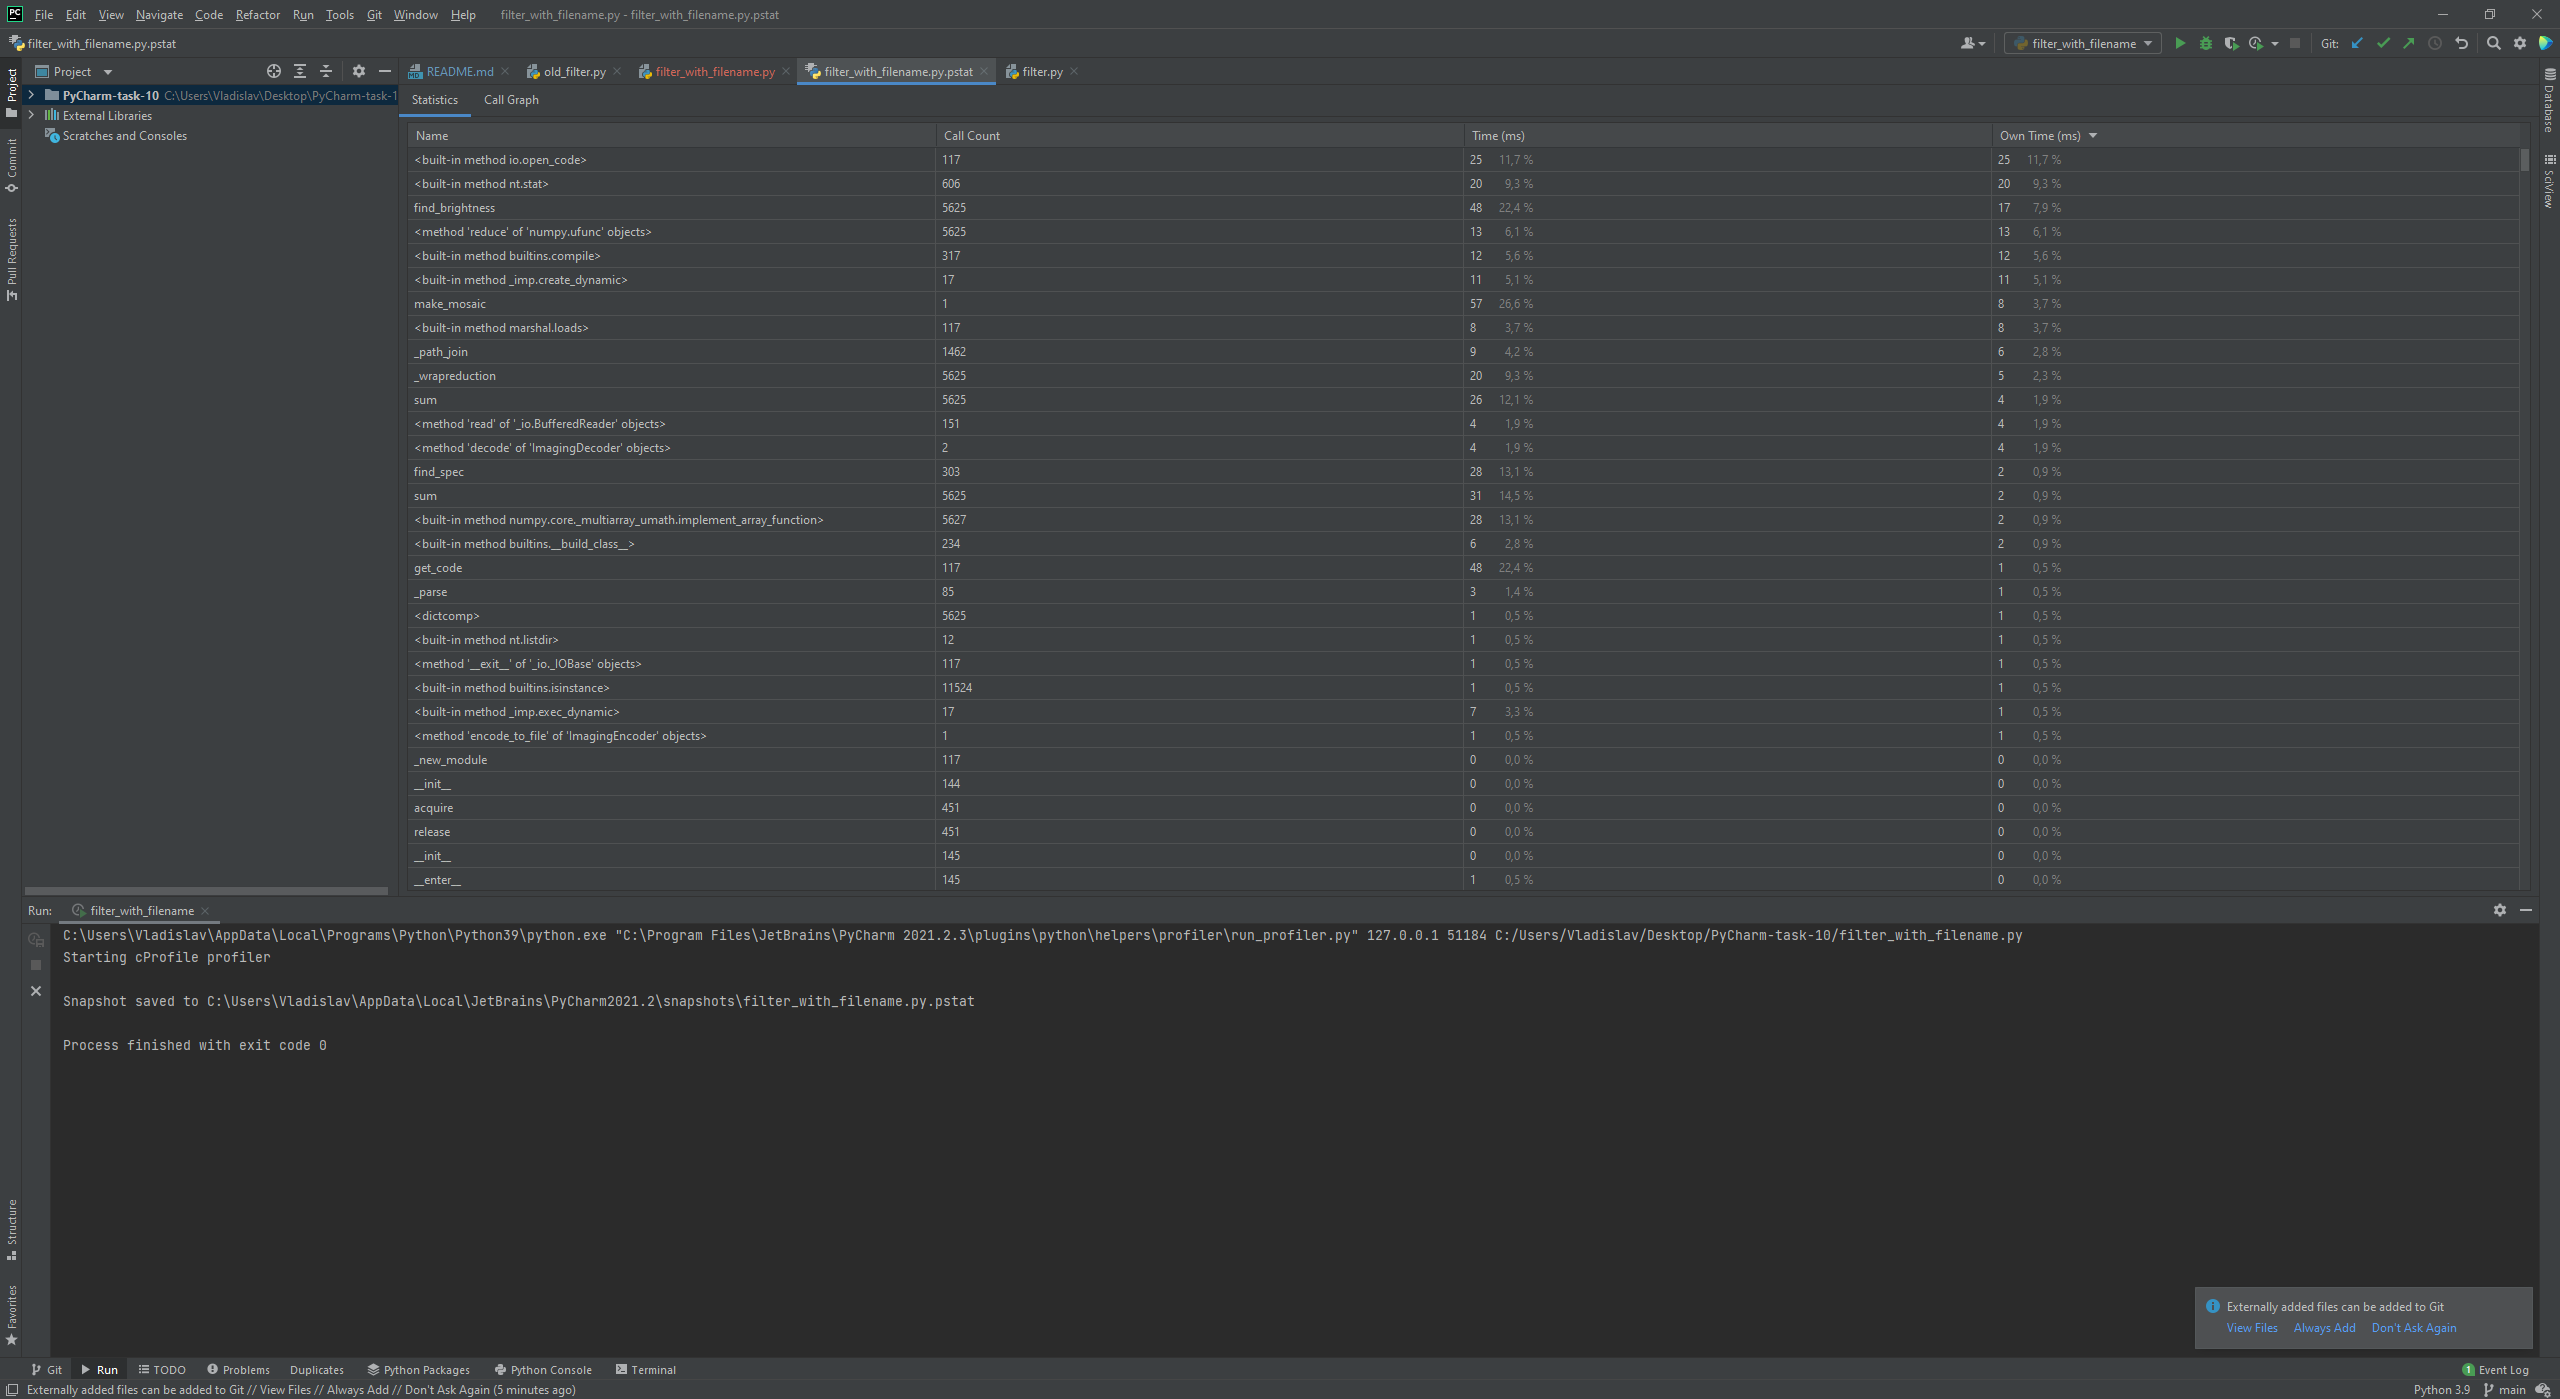 File Edit View Navigate Code Refactor Run Tools Git Window Help filter_with_filename.py - filter_with_filename.py.pstat
filter_with_filename.py.pstat filter_with_filename Git:
Project README.md old_filter.py filter_with_filename.py filter_with_filename.py.pstat filter.py
PyCharm-task-10 C:\Users\Vladislav\Desktop\PyCharm-task-1
External Libraries
Scratches and Consoles
Project
Commit
Pull Requests
Structure
Favorites
Database
SciView
Statistics Call Graph
Name Call Count Time (ms) Own Time (ms)
<built-in method io.open_code> 117 25 11,7 % 25 11,7 %
<built-in method nt.stat> 606 20 9,3 % 20 9,3 %
find_brightness 5625 48 22,4 % 17 7,9 %
<method 'reduce' of 'numpy.ufunc' objects> 5625 13 6,1 % 13 6,1 %
<built-in method builtins.compile> 317 12 5,6 % 12 5,6 %
<built-in method _imp.create_dynamic> 17 11 5,1 % 11 5,1 %
make_mosaic 1 57 26,6 % 8 3,7 %
<built-in method marshal.loads> 117 8 3,7 % 8 3,7 %
_path_join 1462 9 4,2 % 6 2,8 %
_wrapreduction 5625 20 9,3 % 5 2,3 %
sum 5625 26 12,1 % 4 1,9 %
<method 'read' of '_io.BufferedReader' objects> 151 4 1,9 % 4 1,9 %
<method 'decode' of 'ImagingDecoder' objects> 2 4 1,9 % 4 1,9 %
find_spec 303 28 13,1 % 2 0,9 %
sum 5625 31 14,5 % 2 0,9 %
<built-in method numpy.core._multiarray_umath.implement_array_function> 5627 28 13,1 % 2 0,9 %
<built-in method builtins.__build_class__> 234 6 2,8 % 2 0,9 %
get_code 117 48 22,4 % 1 0,5 %
_parse 85 3 1,4 % 1 0,5 %
<dictcomp> 5625 1 0,5 % 1 0,5 %
<built-in method nt.listdir> 12 1 0,5 % 1 0,5 %
<method '__exit__' of '_io._IOBase' objects> 117 1 0,5 % 1 0,5 %
<built-in method builtins.isinstance> 11524 1 0,5 % 1 0,5 %
<built-in method _imp.exec_dynamic> 17 7 3,3 % 1 0,5 %
<method 'encode_to_file' of 'ImagingEncoder' objects> 1 1 0,5 % 1 0,5 %
_new_module 117 0 0,0 % 0 0,0 %
__init__ 144 0 0,0 % 0 0,0 %
acquire 451 0 0,0 % 0 0,0 %
release 451 0 0,0 % 0 0,0 %
__init__ 145 0 0,0 % 0 0,0 %
__enter__ 145 1 0,5 % 0 0,0 %
Run: filter_with_filename
C:\Users\Vladislav\AppData\Local\Programs\Python\Python39\python.exe "C:\Program Files\JetBrains\PyCharm 2021.2.3\plugins\python\helpers\profiler\run_profiler.py" 127.0.0.1 51184 C:/Users/Vladislav/Desktop/PyCharm-task-10/filter_with_filename.py
Starting cProfile profiler
Snapshot saved to C:\Users\Vladislav\AppData\Local\JetBrains\PyCharm2021.2\snapshots\filter_with_filename.py.pstat
Process finished with exit code 0
Externally added files can be added to Git
View Files Always Add Don't Ask Again
Git Run TODO Problems Duplicates Python Packages Python Console Terminal 1 Event Log
Externally added files can be added to Git // View Files // Always Add // Don't Ask Again (5 minutes ago) Python 3.9 main